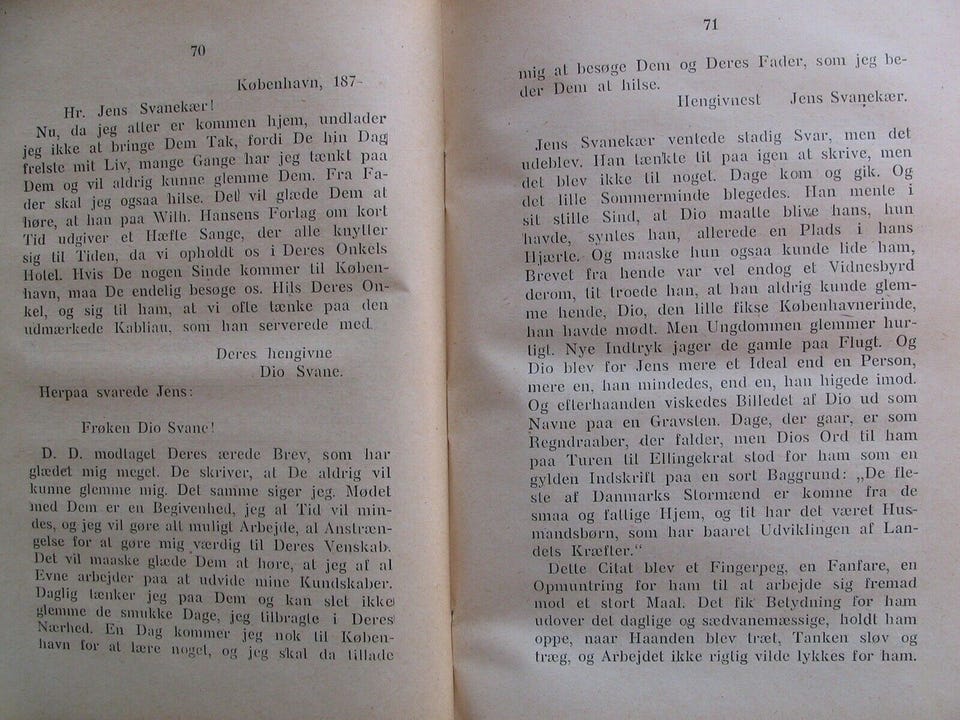 70
København, 187-
Hr. Jens Svanekær!
Nu, da jeg atter er kommen hjem, undlader
jeg ikke at bringe Dem Tak, fordi De hin Dag
frelste mit Liv, mange Gange har jeg tænkt paa
Dem og vil aldrig kunne glemme Dem. Fra Fa-
der skal jeg ogsaa hilse. Det vil glæde Dem at
høre, at han paa Wilh. Hansens Forlag om kort
Tid udgiver et Hæfte Sange, der alle knytter
sig til Tiden, da vi opholdt os i Deres Onkels
Hotel. Hvis De nogen Sinde kommer til Køben-
havn, maa De endelig besøge os. Hils Deres On-
kel, og sig til ham, at vi ofte tænke paa den
udmærkede Kabliau, som han serverede med.
Deres hengivne
Dio Svane.
Herpaa svarede Jens:
Frøken Dio Svane!
D. D. modtaget Deres ærede Brev, som har
glædet mig meget. De skriver, at De aldrig vil
kunne glemme mig. Det samme siger jeg. Mødet
med Dem er en Begivenhed, jeg al Tid vil min-
des, og jeg vil gøre alt muligt Arbejde, al Anstræn-
gelse for at gøre mig værdig til Deres Venskab.
Det vil maaske glæde Dem at høre, at jeg af al
Evne arbejder paa at udvide mine Kundskaber.
Daglig tænker jeg paa Dem og kan slet ikke
glemme de smukke Dage, jeg tilbragte i Deres
Nærhed. En Dag kommer jeg nok til Køben-
havn for at lære noget, og jeg skal da tillade
71
mig at besøge Dem og Deres Fader, som jeg be-
der Dem at hilse.
Hengivnest Jens Svanekær.
Jens Svanekær ventede stadig Svar, men det
udeblev. Han tænkte tit paa igen at skrive, men
det blev ikke til noget. Dage kom og gik. Og
det lille Sommerminde blegedes. Han mente i
sit stille Sind, at Dio maatte blive hans, hun
havde, syntes han, allerede en Plads i hans
Hjærte. Og maaske hun ogsaa kunde lide ham,
Brevet fra hende var vel endog et Vidnesbyrd
derom, tit troede han, at han aldrig kunde glem-
me hende, Dio, den lille fikse Københavnerinde,
han havde mødt. Men Ungdommen glemmer hur-
tigt. Nye Indtryk jager de gamle paa Flugt. Og
Dio blev for Jens mere et Ideal end en Person,
mere en, han mindedes, end en, han higede imod.
Og efterhaanden viskedes Billedet af Dio ud som
Navne paa en Gravsten. Dage, der gaar, er som
Regndraaber, der falder, men Dios Ord til ham
paa Turen til Ellingekrat stod for ham som en
gylden Indskrift paa en sort Baggrund: „De fle-
ste af Danmarks Stormænd er komne fra de
smaa og fattige Hjem, og tit har det været Hus-
mandsbørn, som har baaret Udviklingen af Lan-
dets Kræfter.“
Dette Citat blev et Fingerpeg, en Fanfare, en
Opmuntring for ham til at arbejde sig fremad
mod et stort Maal. Det fik Betydning for ham
udover det daglige og sædvanemæssige, holdt ham
oppe, naar Haanden blev træt, Tanken sløv og
træg, og Arbejdet ikke rigtig vilde lykkes for ham.